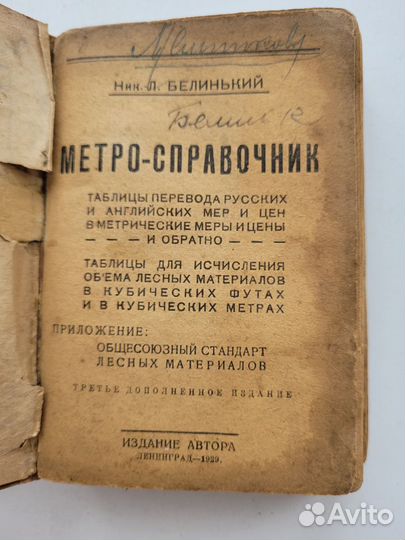 Ник. Л. БЕЛИНЬКИЙ
МЕТРО-СПРАВОЧНИК
ТАБЛИЦЫ ПЕРЕВОДА РУССКИХ
И АНГЛИЙСКИХ МЕР И ЦЕН
В МЕТРИЧЕСКИЕ МЕРЫ И ЦЕНЫ
— — — И ОБРАТНО — — —
ТАБЛИЦЫ ДЛЯ ИСЧИСЛЕНИЯ
ОБ'ЕМА ЛЕСНЫХ МАТЕРИАЛОВ
В КУБИЧЕСКИХ ФУТАХ
И В КУБИЧЕСКИХ МЕТРАХ
ПРИЛОЖЕНИЕ:
ОБЩЕСОЮЗНЫЙ СТАНДАРТ
ЛЕСНЫХ МАТЕРИАЛОВ
ТРЕТЬЕ ДОПОЛНЕННОЕ ИЗДАНИЕ
ИЗДАНИЕ АВТОРА
ЛЕНИНГРАД—1929.
Avito